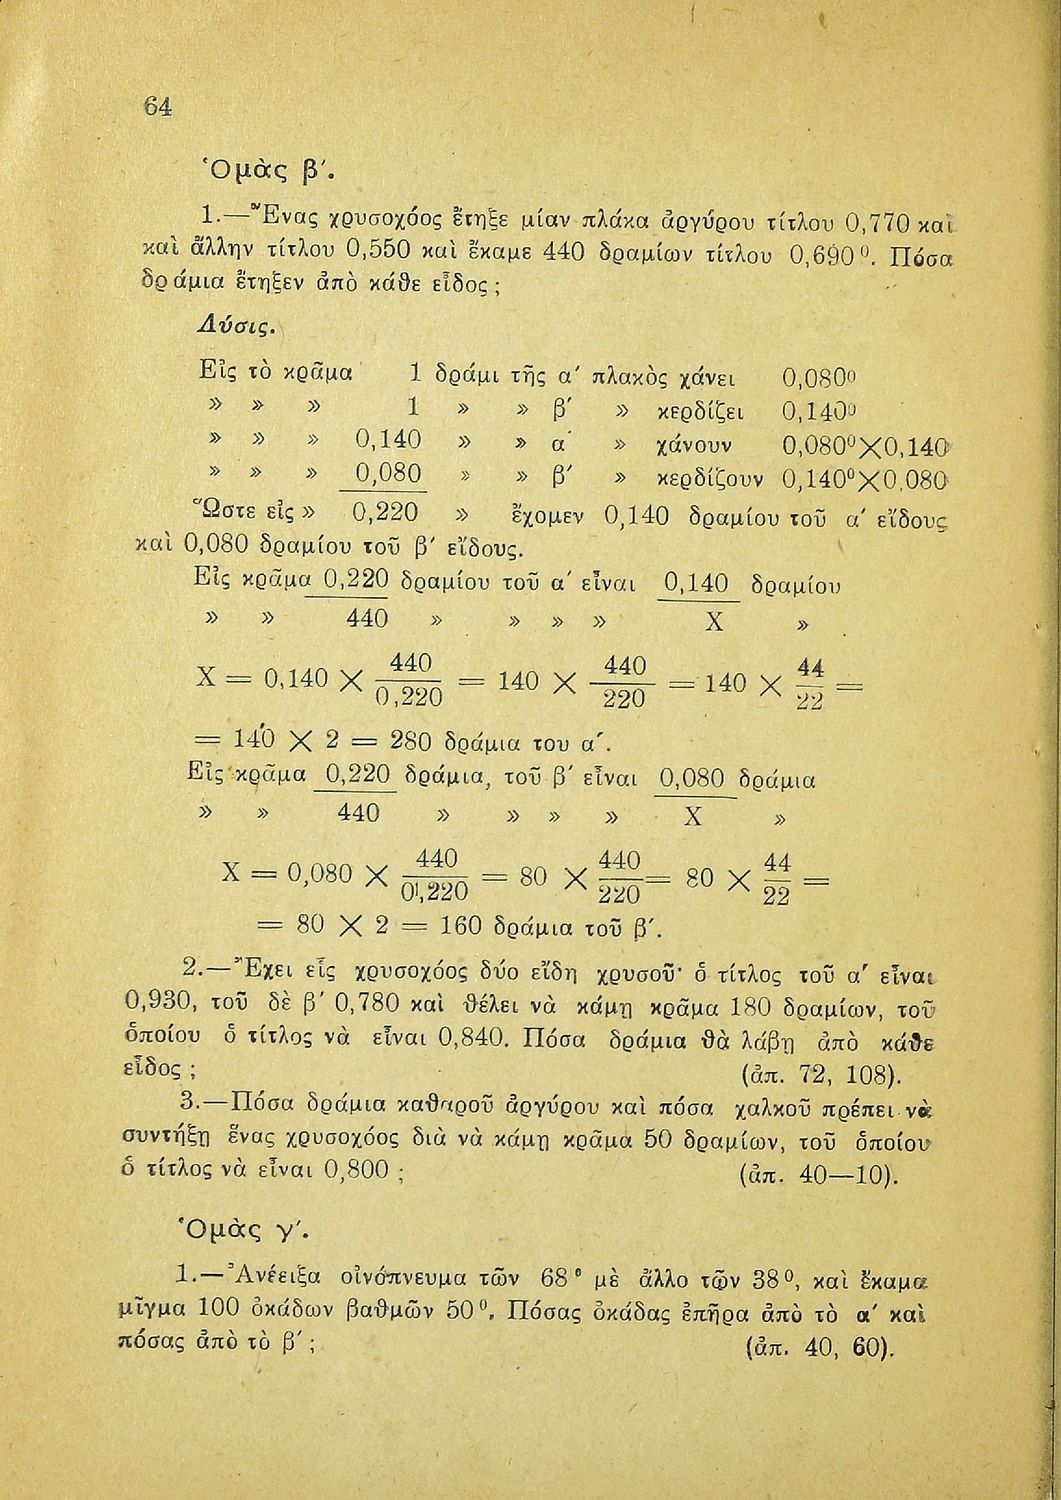 64
Ὁμὰς β΄.
1.—Ἕνας χρυσοχόος ἔτηξε μίαν πλάκα ἀργύρου τίτλου 0,770 καὶ
καὶ ἄλλην τίτλου 0,550 καὶ ἔκαμε 440 δραμίων τίτλου 0,690⁰. Πόσα
δράμια ἔτηξεν ἀπὸ κάθε εἶδος ;
Λύσις.
Εἰς τὸ κρᾶμα 1 δράμι τῆς α΄ πλακὸς χάνει 0,080⁰
» » » 1 » » β΄ » κερδίζει 0,140⁰
» » » 0,140 » » α΄ » χάνουν 0,080⁰Χ0,140
» » » 0,080 » » β΄ » κερδίζουν 0,140⁰Χ0.080
Ὥστε εἰς » 0,220 » ἔχομεν 0,140 δραμίου τοῦ α΄ εἴδους
καὶ 0,080 δραμίου τοῦ β΄ εἴδους.
Εἰς κρᾶμα 0,220 δραμίου τοῦ α΄ εἶναι 0,140 δραμίου
» » 440 » » » » Χ »
Χ = 0,140 Χ 440/0,220 = 140 Χ 440/220 = 140 Χ 44/22 =
= 140 Χ 2 = 280 δράμια του α΄.
Εἰς κρᾶμα 0,220 δράμια, τοῦ β΄ εἶναι 0,080 δράμια
» » 440 » » » » Χ »
Χ = 0,080 Χ 440/0,220 = 80 Χ 440/220 = 80 Χ 44/22 =
= 80 Χ 2 = 160 δράμια τοῦ β΄.
2.—Ἔχει εἷς χρυσοχόος δύο εἴδη χρυσοῦ· ὁ τίτλος τοῦ α΄ εἶναι
0,930, τοῦ δὲ β΄ 0,780 καὶ θέλει νὰ κάμῃ κρᾶμα 180 δραμίων, τοῦ
ὁποίου ὁ τίτλος νὰ εἶναι 0,840. Πόσα δράμια θὰ λάβῃ ἀπὸ κάθε
εἶδος ; (ἀπ. 72, 108).
3.—Πόσα δράμια καθαροῦ ἀργύρου καὶ πόσα χαλκοῦ πρέπει νὰ
συντήξῃ ἕνας χρυσοχόος διὰ νὰ κάμῃ κρᾶμα 50 δραμίων, τοῦ ὁποίου
ὁ τίτλος νὰ εἶναι 0,800 ; (ἀπ. 40—10).
Ὁμὰς γ΄.
1.—Ἀνέειξα οἰνόπνευμα τῶν 68⁰ μὲ ἄλλο τῶν 38⁰, καὶ ἔκαμα
μῖγμα 100 ὀκάδων βαθμῶν 50⁰. Πόσας ὀκάδας ἐπῆρα ἀπὸ τὸ α΄ καὶ
πόσας ἀπὸ τὸ β΄ ; (ἀπ. 40, 60).